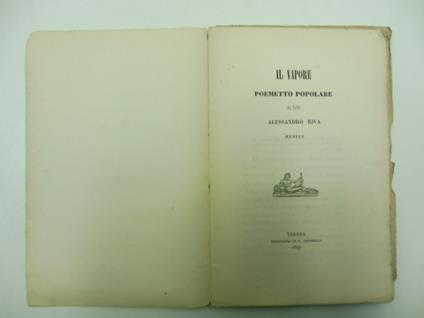 IL VAPORE
POEMETTO POPOLARE
ALESSANDRO RIVA
MEDICO
VERONA